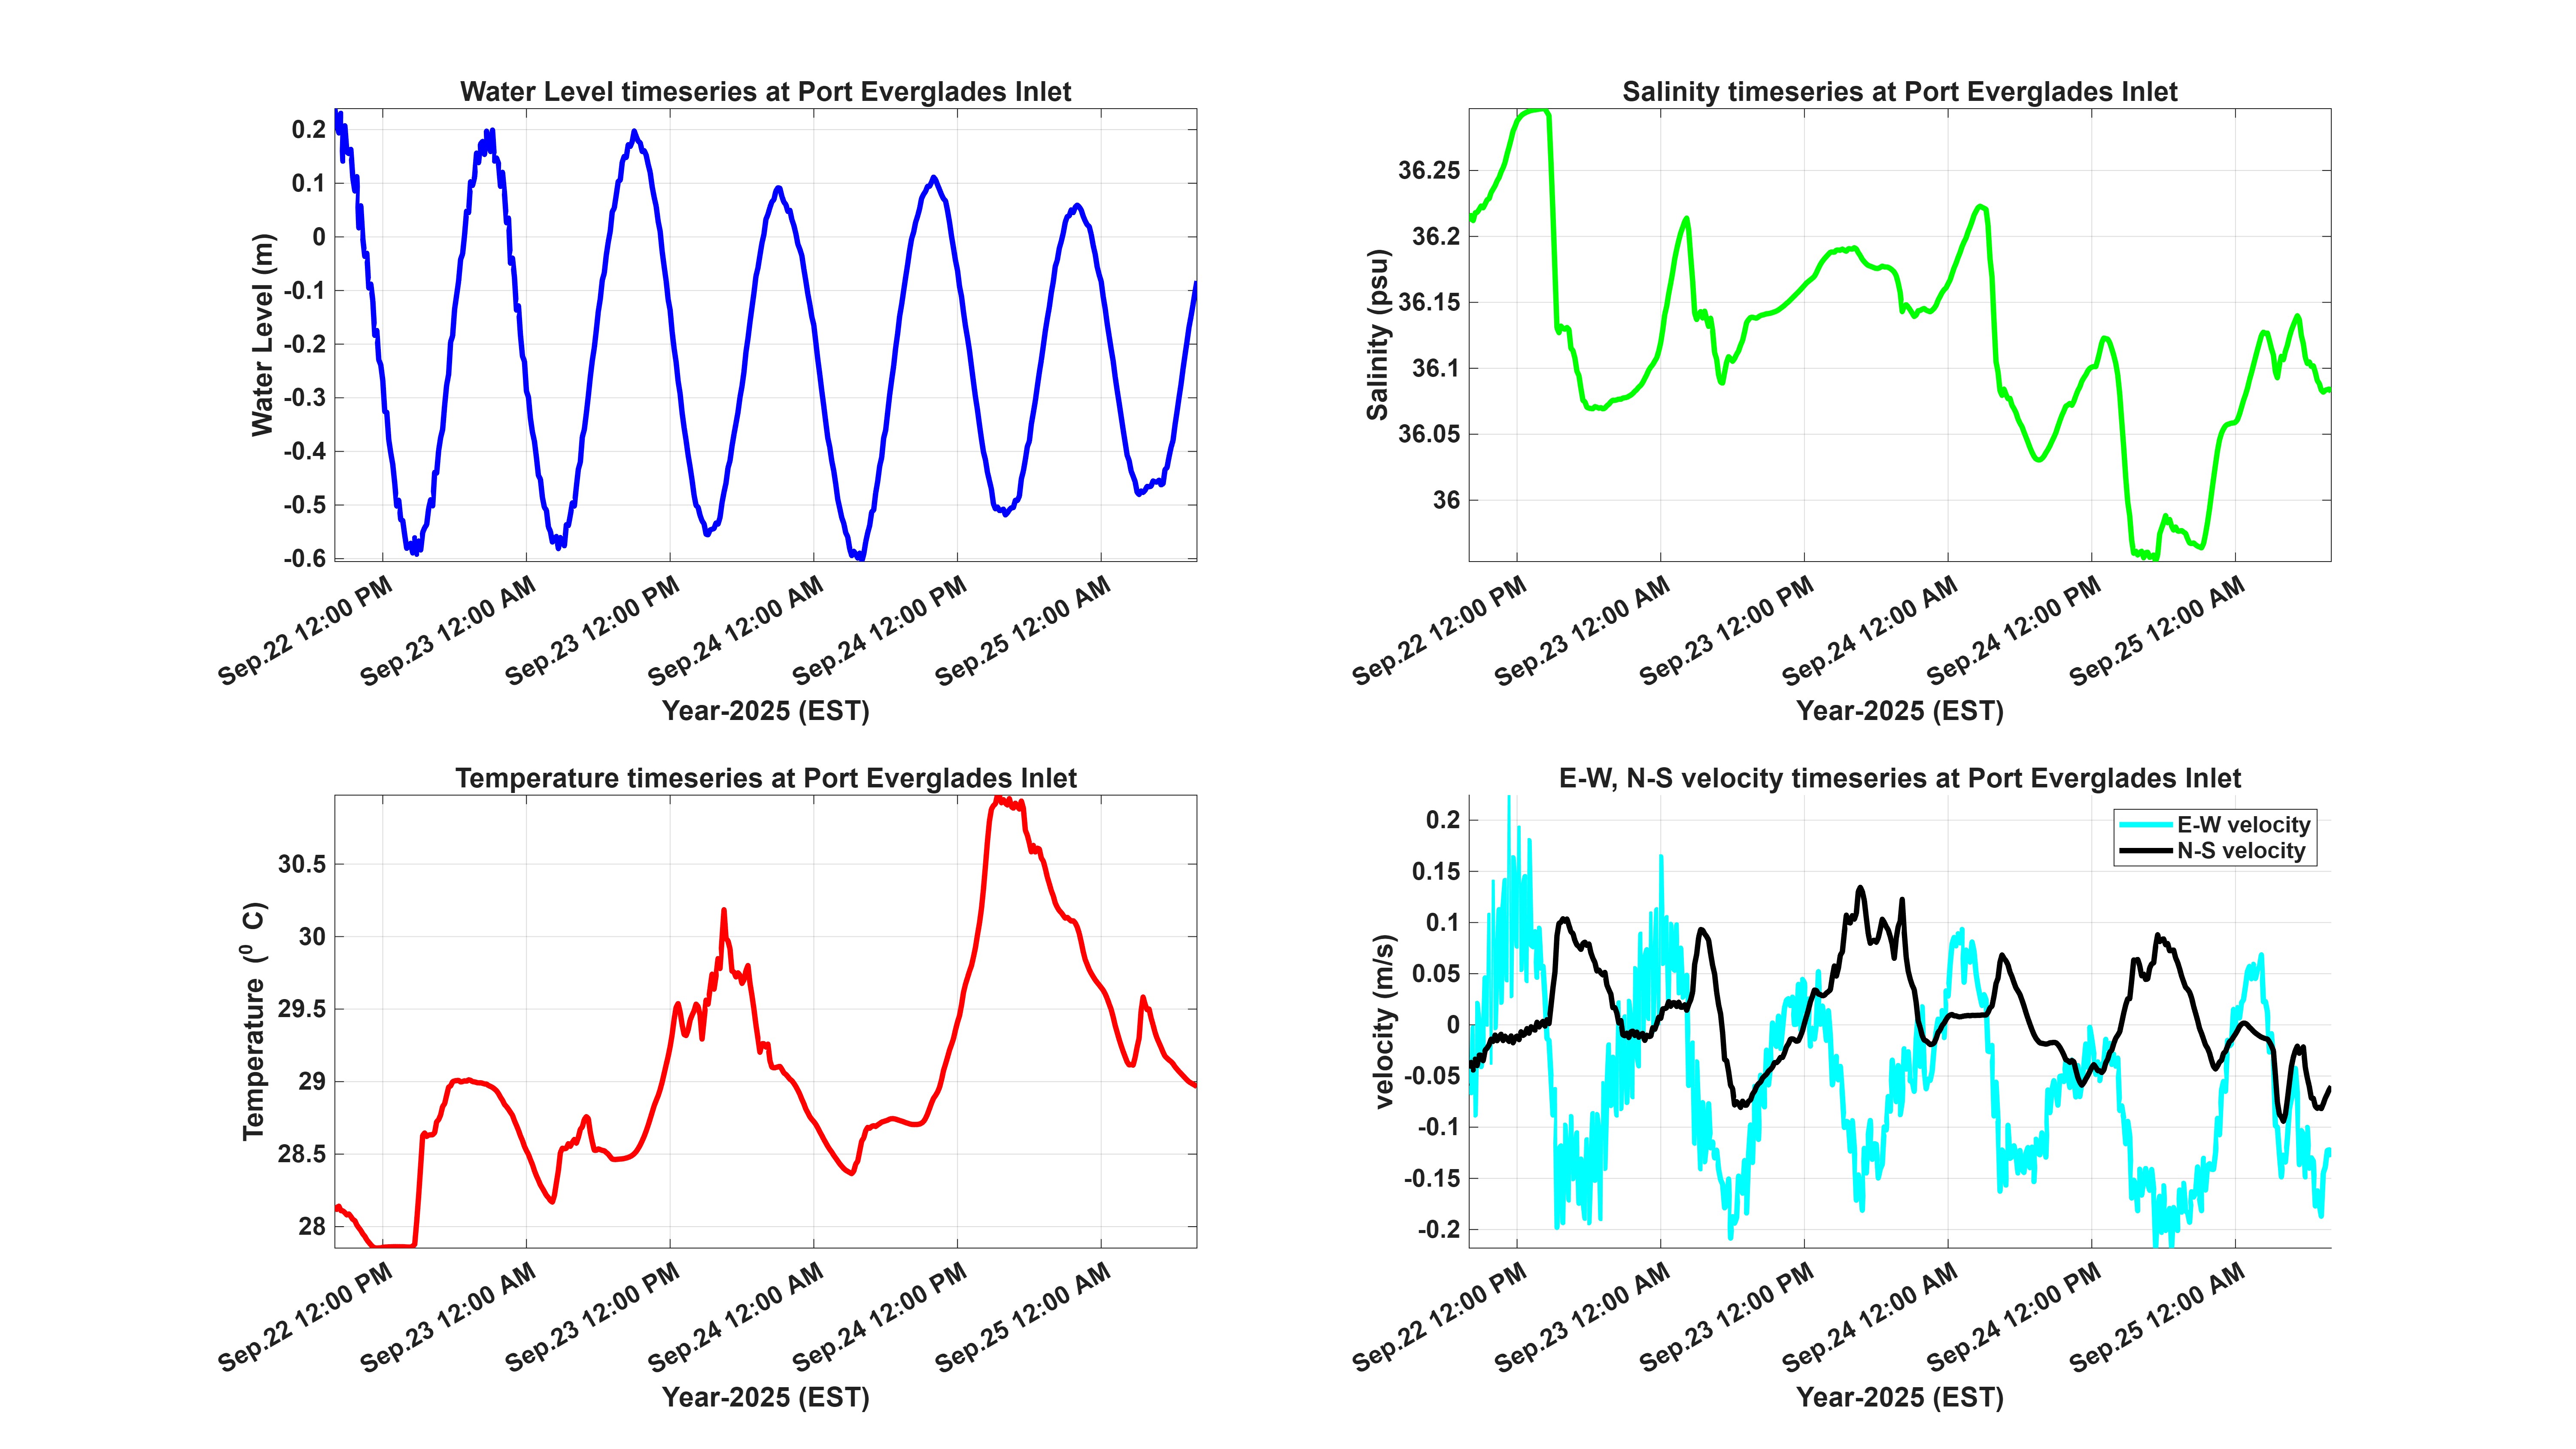 Water Level timeseries at Port Everglades Inlet
Water Level (m)
0.2
0.1
0
-0.1
-0.2
-0.3
-0.4
-0.5
-0.6
Sep.22 12:00 PM
Sep.23 12:00 AM
Sep.23 12:00 PM
Sep.24 12:00 AM
Sep.24 12:00 PM
Sep.25 12:00 AM
Year-2025 (EST)
Salinity timeseries at Port Everglades Inlet
Salinity (psu)
36.25
36.2
36.15
36.1
36.05
36
Sep.22 12:00 PM
Sep.23 12:00 AM
Sep.23 12:00 PM
Sep.24 12:00 AM
Sep.24 12:00 PM
Sep.25 12:00 AM
Year-2025 (EST)
Temperature timeseries at Port Everglades Inlet
Temperature (⁰ C)
30.5
30
29.5
29
28.5
28
Sep.22 12:00 PM
Sep.23 12:00 AM
Sep.23 12:00 PM
Sep.24 12:00 AM
Sep.24 12:00 PM
Sep.25 12:00 AM
Year-2025 (EST)
E-W, N-S velocity timeseries at Port Everglades Inlet
velocity (m/s)
0.2
0.15
0.1
0.05
0
-0.05
-0.1
-0.15
-0.2
E-W velocity
N-S velocity
Sep.22 12:00 PM
Sep.23 12:00 AM
Sep.23 12:00 PM
Sep.24 12:00 AM
Sep.24 12:00 PM
Sep.25 12:00 AM
Year-2025 (EST)